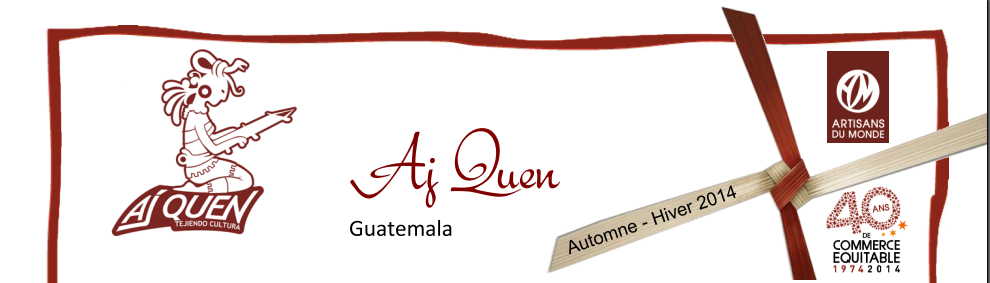 AJ QUEN
TEJIENDO CULTURA
Aj Quen
Guatemala
Automne - Hiver 2014
ARTISANS
DU MONDE
40
ANS
DE
COMMERCE
EQUITABLE
1974 2014